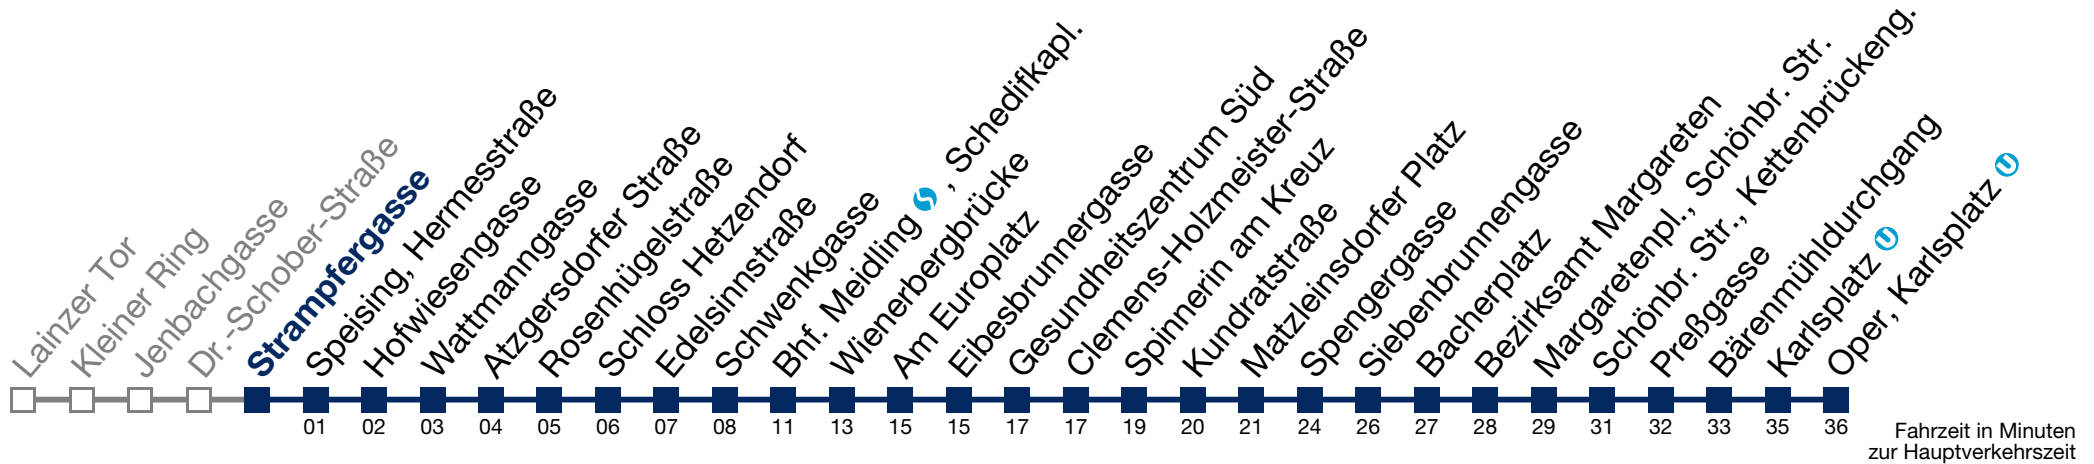 Lainzer Tor
Kleiner Ring
Jenbachgasse
Dr.-Schober-Straße
Strampfergasse
Speising, Hermesstraße
Hofwiesengasse
Wattmanngasse
Atzgersdorfer Straße
Rosenhügelstraße
Schloss Hetzendorf
Edelsinnstraße
Schwenkgasse
Bhf. Meidling S, Schedifkapl.
Wienerbergbrücke
Am Europlatz
Eibesbrunnergasse
Gesundheitszentrum Süd
Clemens-Holzmeister-Straße
Spinnerin am Kreuz
Kundratstraße
Matzleinsdorfer Platz
Spengergasse
Siebenbrunnengasse
Bacherplatz
Bezirksamt Margareten
Margaretenpl., Schönbr. Str.
Schönbr. Str., Kettenbrückeng.
Preßgasse
Bärenmühldurchgang
Karlsplatz U
Oper, Karlsplatz U
01 02 03 04 05 06 07 08 11 13 15 15 17 17 19 20 21 24 26 27 28 29 31 32 33 35 36
Fahrzeit in Minuten
zur Hauptverkehrszeit